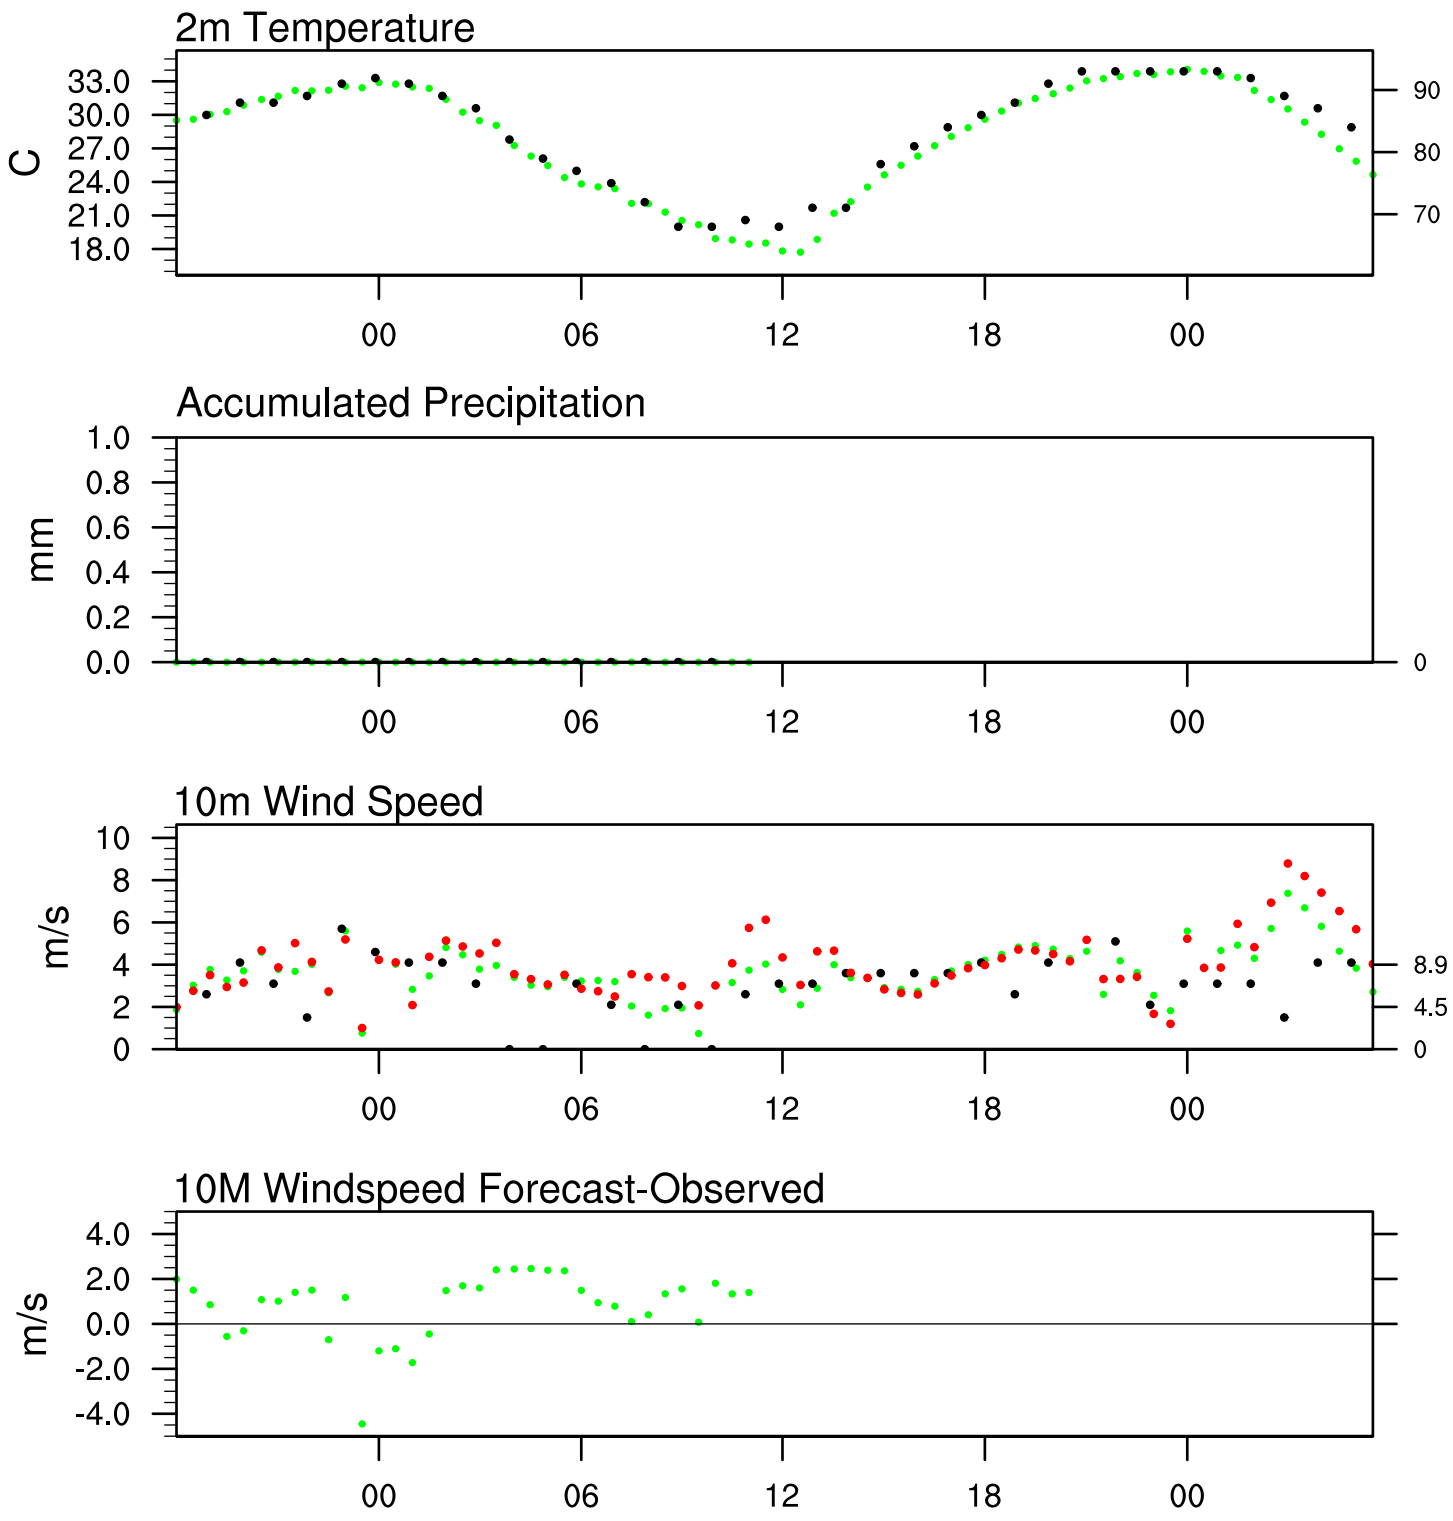 2m Temperature
33.0
30.0
27.0
24.0
21.0
18.0
C
90
80
70
00 06 12 18 00
Accumulated Precipitation
1.0
0.8
0.6
0.4
0.2
0.0
mm
0
00 06 12 18 00
10m Wind Speed
10
8
6
4
2
0
m/s
8.9
4.5
0
00 06 12 18 00
10M Windspeed Forecast-Observed
4.0
2.0
0.0
-2.0
-4.0
m/s
00 06 12 18 00